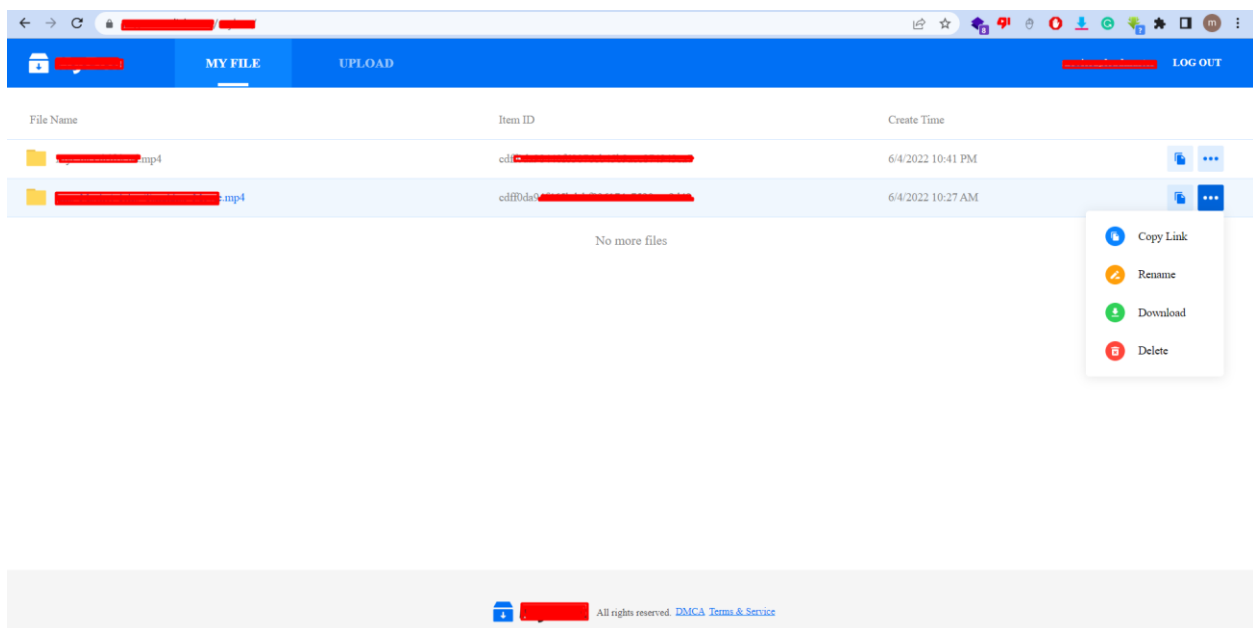 MY FILE UPLOAD LOG OUT
File Name Item ID Create Time
.mp4 cdff 6/4/2022 10:41 PM
.mp4 cdff0da9 6/4/2022 10:27 AM
No more files
Copy Link
Rename
Download
Delete
All rights reserved. DMCA Terms & Service